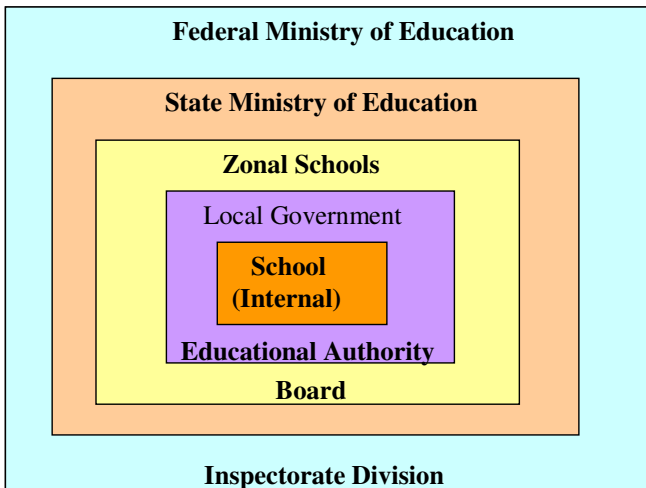 Federal Ministry of Education
State Ministry of Education
Zonal Schools
Local Government
School
(Internal)
Educational Authority
Board
Inspectorate Division